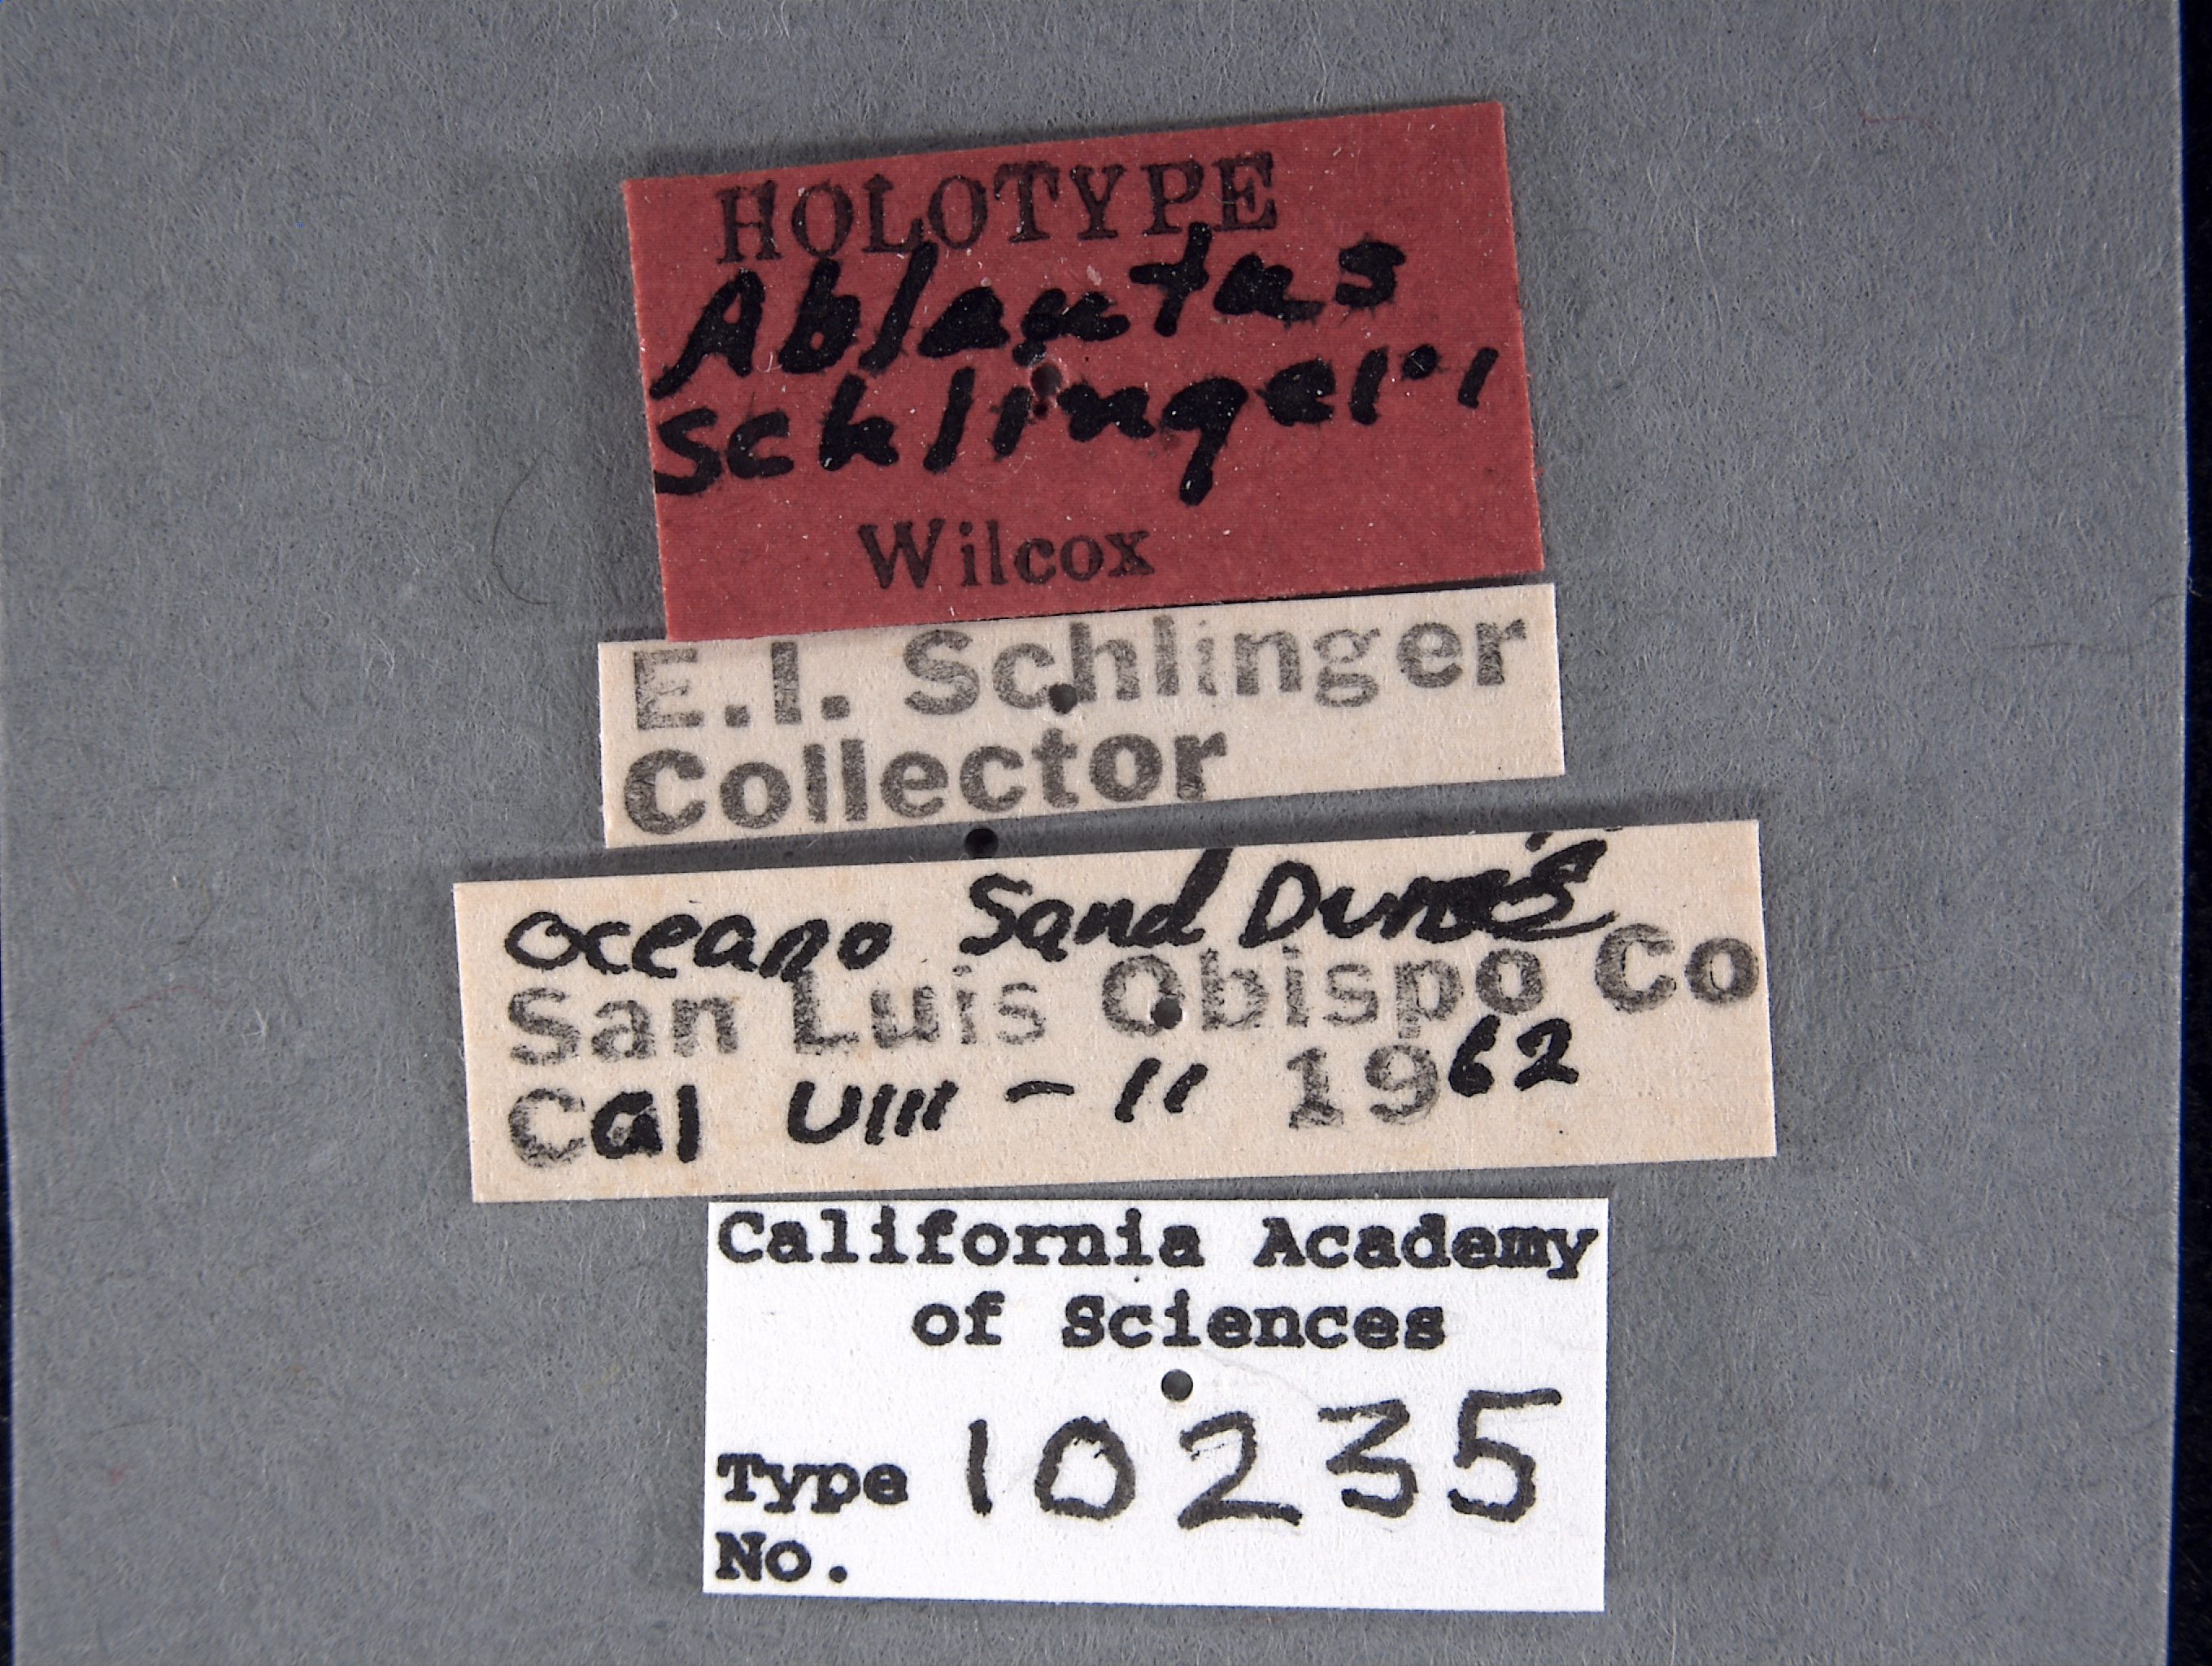 HOLOTYPE
Ablautus
schlingeri
Wilcox
E.I. Schlinger
Collector
Oceano Sand Dunes
San Luis Obispo Co
Cal VIII - 11 1962
California Academy
of Sciences
Type 10235
No.